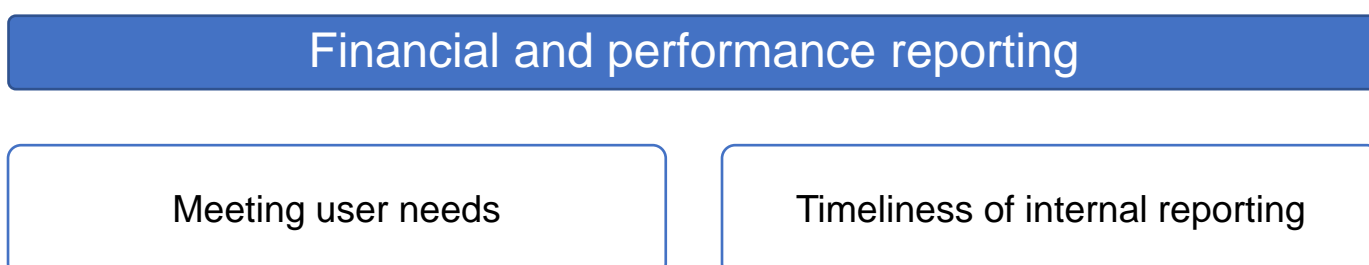 Financial and performance reporting
Meeting user needs
Timeliness of internal reporting